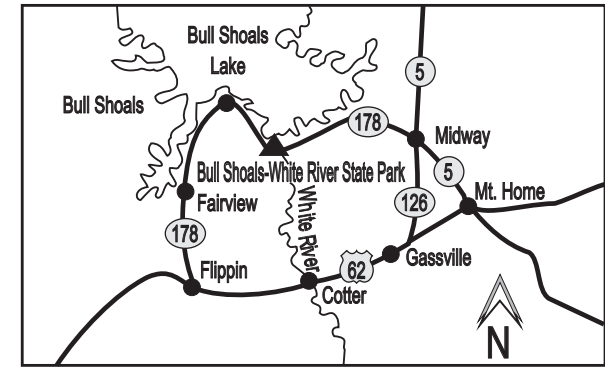 Bull Shoals
Lake
5
Bull Shoals
178
Midway
Bull Shoals-White River State Park
5
Mt. Home
Fairview
White River
126
178
Gassville
Flippin
62
Cotter
N